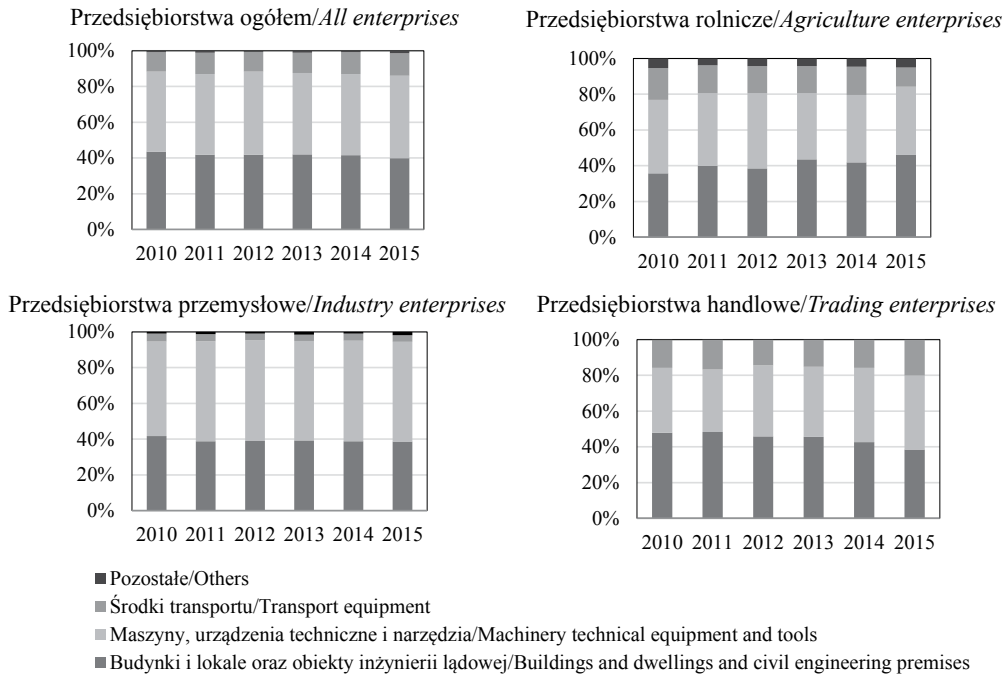 Przedsiębiorstwa ogółem/All enterprises
100%
80%
60%
40%
20%
0%
2010 2011 2012 2013 2014 2015
Przedsiębiorstwa rolnicze/Agriculture enterprises
100%
80%
60%
40%
20%
0%
2010 2011 2012 2013 2014 2015
Przedsiębiorstwa przemysłowe/Industry enterprises
100%
80%
60%
40%
20%
0%
2010 2011 2012 2013 2014 2015
Przedsiębiorstwa handlowe/Trading enterprises
100%
80%
60%
40%
20%
0%
2010 2011 2012 2013 2014 2015
Pozostałe/Others
Środki transportu/Transport equipment
Maszyny, urządzenia techniczne i narzędzia/Machinery technical equipment and tools
Budynki i lokale oraz obiekty inżynierii lądowej/Buildings and dwellings and civil engineering premises